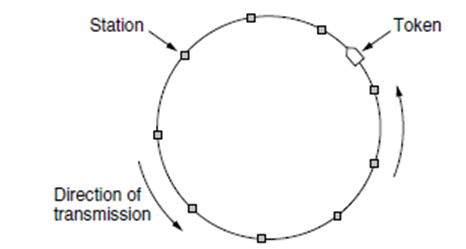 Station
Token
Direction of
transmission